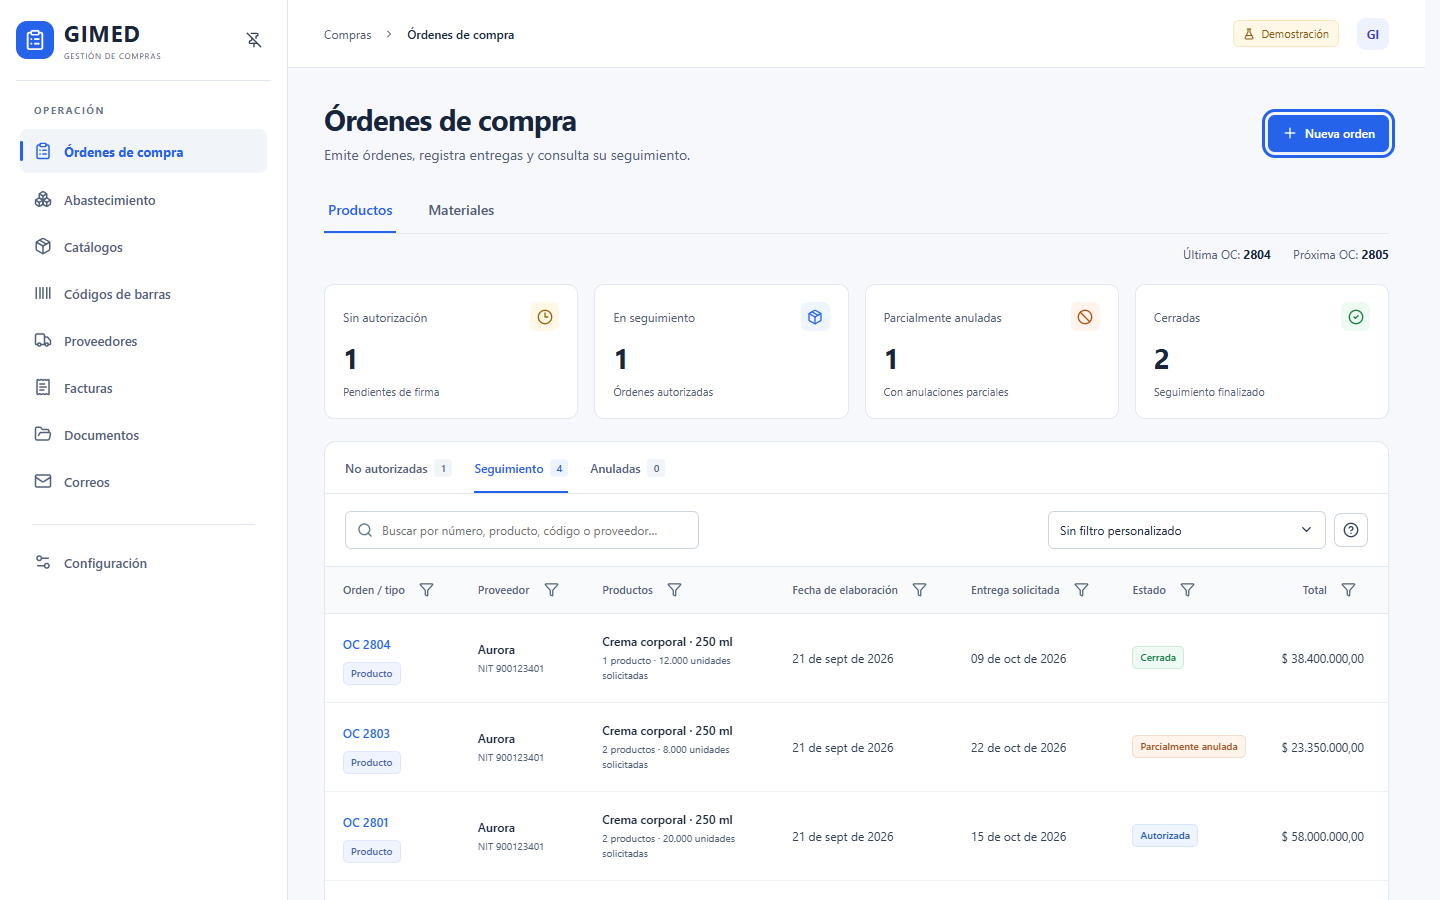 GIMED
GESTIÓN DE COMPRAS
OPERACIÓN
Órdenes de compra
Abastecimiento
Catálogos
Códigos de barras
Proveedores
Facturas
Documentos
Correos
Configuración
Compras > Órdenes de compra
Demostración
GI
Órdenes de compra
Emite órdenes, registra entregas y consulta su seguimiento.
+ Nueva orden
Productos Materiales
Última OC: 2804 Próxima OC: 2805
Sin autorización
1
Pendientes de firma
En seguimiento
1
Órdenes autorizadas
Parcialmente anuladas
1
Con anulaciones parciales
Cerradas
2
Seguimiento finalizado
No autorizadas 1 Seguimiento 4 Anuladas 0
Buscar por número, producto, código o proveedor...
Sin filtro personalizado
Orden / tipo Proveedor Productos Fecha de elaboración Entrega solicitada Estado Total
OC 2804
Producto
Aurora
NIT 900123401
Crema corporal · 250 ml
1 producto · 12.000 unidades
solicitadas
21 de sept de 2026
09 de oct de 2026
Cerrada
$ 38.400.000,00
OC 2803
Producto
Aurora
NIT 900123401
Crema corporal · 250 ml
2 productos · 8.000 unidades
solicitadas
21 de sept de 2026
22 de oct de 2026
Parcialmente anulada
$ 23.350.000,00
OC 2801
Producto
Aurora
NIT 900123401
Crema corporal · 250 ml
2 productos · 20.000 unidades
solicitadas
21 de sept de 2026
15 de oct de 2026
Autorizada
$ 58.000.000,00